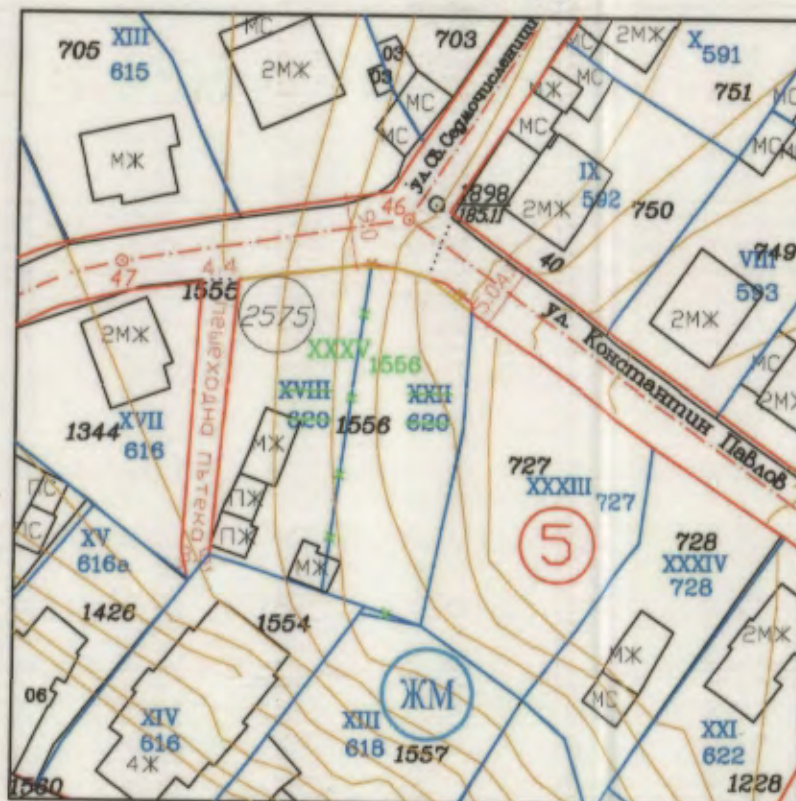 705
XIII
615
МС
2МЖ
МЖ
03
03
703
МС
МС
ул. Св. Седмочисленици
2МЖ
X
591
751
МЖ
МС
МС
МС
МС
IX
592
2МЖ
750
40
749
VIII
593
2МЖ
МС
1898
185.11
46
47
4.4
1555
2МЖ
1344
XVII
616
Пешеходна пътека
2575
XXXV 1556
XVIII
620
1556
XXII
620
S.O.A.
ул. Константин Павлов
727
XXXIII 727
5
МЖ
ПЖ
ПЖ
МЖ
ПС
ПС
XV
616а
1426
1554
728
XXXIV
728
МЖ
МС
2МЖ
06
XIV
616
4Ж
XIII
618
1557
ЖМ
XXI
622
1228
1560